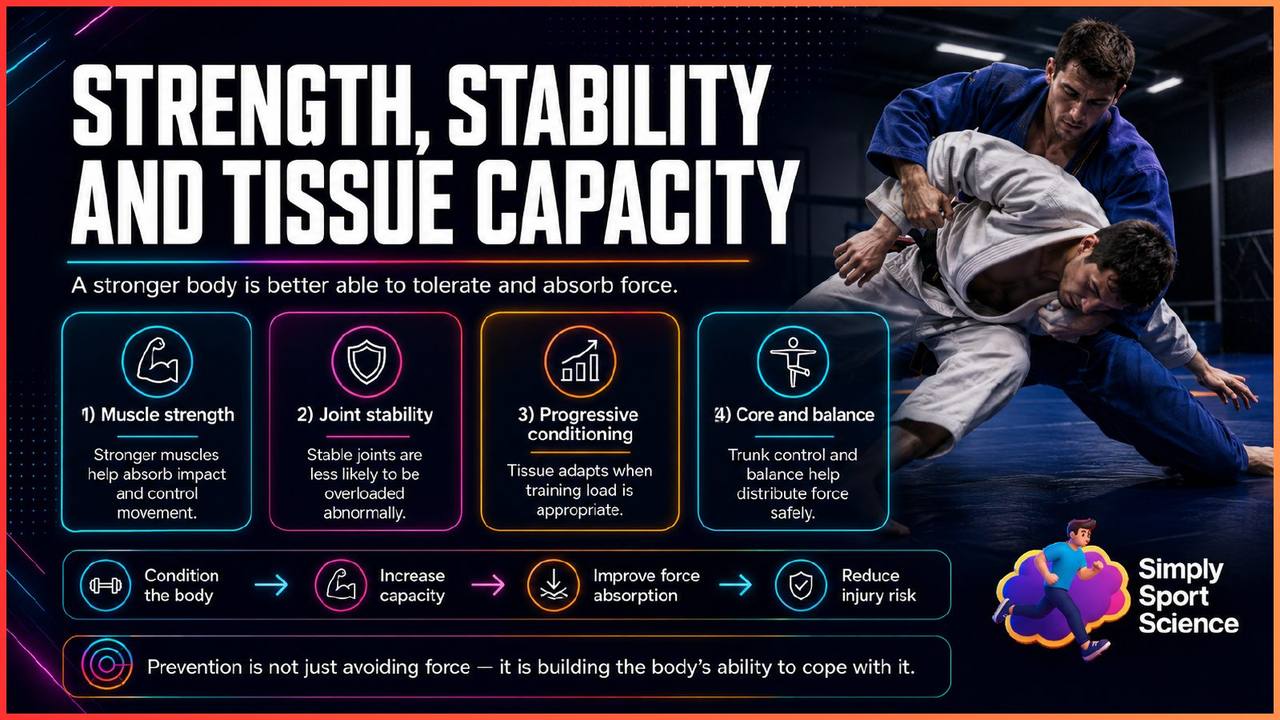 STRENGTH, STABILITY
AND TISSUE CAPACITY
A stronger body is better able to tolerate and absorb force.
1) Muscle strength
Stronger muscles
help absorb impact
and control
movement.
2) Joint stability
Stable joints are
less likely to be
overloaded
abnormally.
3) Progressive
conditioning
Tissue adapts when
training load is
appropriate.
4) Core and balance
Trunk control and
balance help
distribute force
safely.
Condition
the body
Increase
capacity
Improve force
absorption
Reduce
injury risk
Prevention is not just avoiding force — it is building the body's ability to cope with it.
Simply
Sport
Science